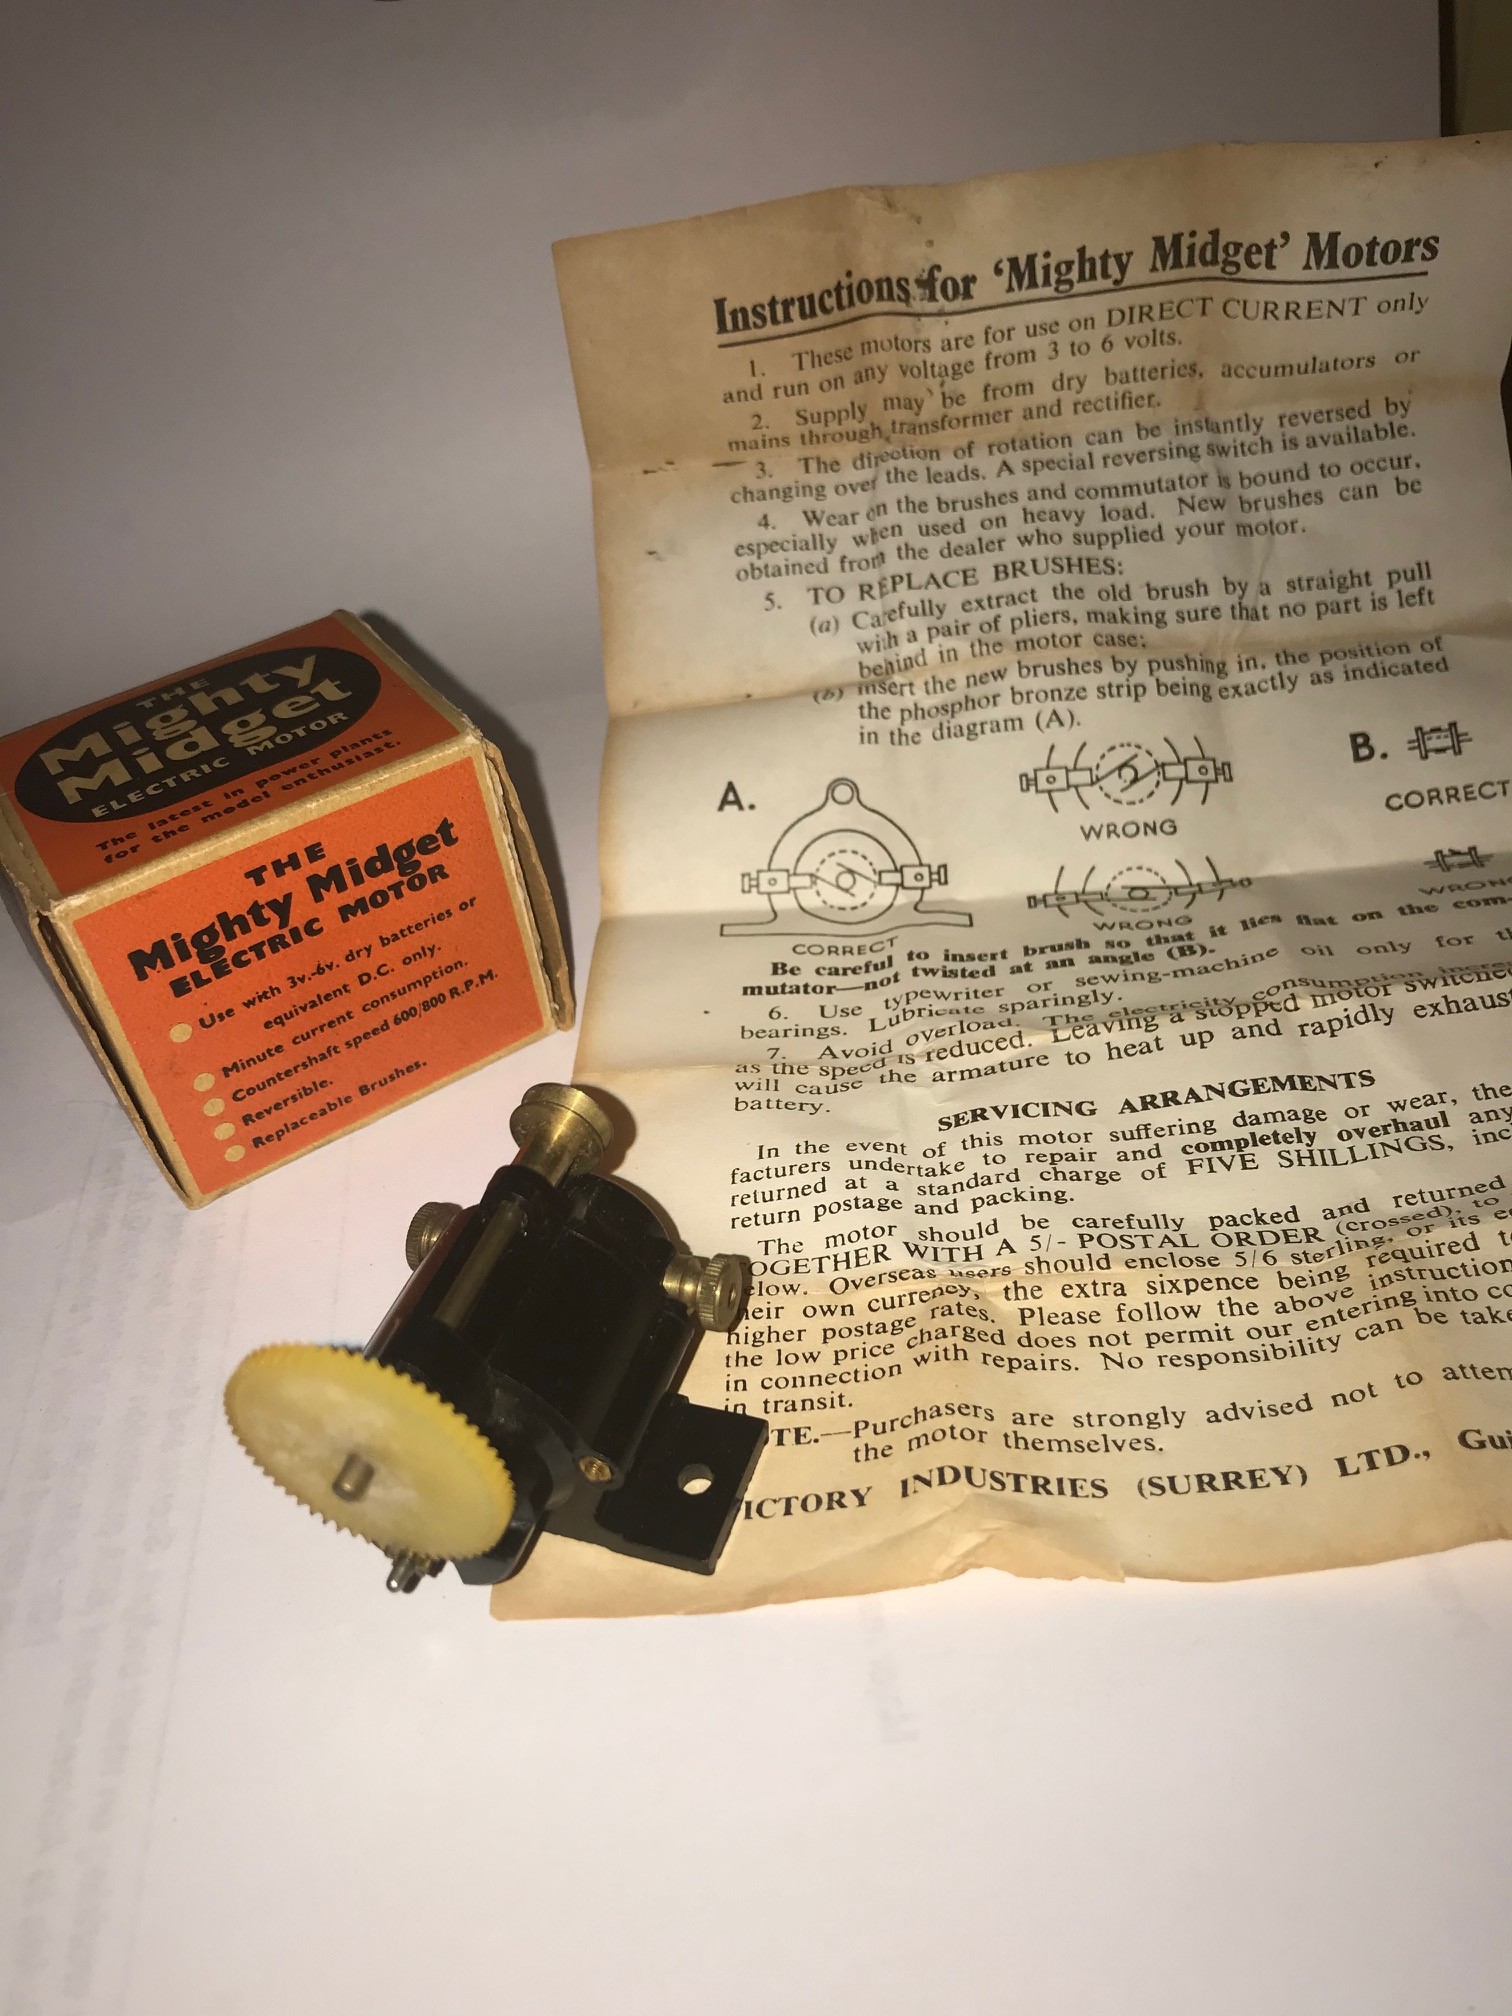 THE
Mighty
Midget
ELECTRIC MOTOR
The latest in power plants
for the model enthusiast.
THE
Mighty Midget
ELECTRIC MOTOR
Use with 3v.-6v. dry batteries or
equivalent D.C. only.
Minute current consumption.
Countershaft speed 600/800 R.P.M.
Reversible.
Replaceable Brushes.
Instructions for ‘Mighty Midget’ Motors
1. These motors are for use on DIRECT CURRENT only
and run on any voltage from 3 to 6 volts.
2. Supply may be from dry batteries, accumulators or
mains through transformer and rectifier.
3. The direction of rotation can be instantly reversed by
changing over the leads. A special reversing switch is available.
4. Wear on the brushes and commutator is bound to occur,
especially when used on heavy load. New brushes can be
obtained from the dealer who supplied your motor.
5. TO REPLACE BRUSHES:
(a) Carefully extract the old brush by a straight pull
with a pair of pliers, making sure that no part is left
behind in the motor case;
(b) insert the new brushes by pushing in, the position of
the phosphor bronze strip being exactly as indicated
in the diagram (A).
A.
CORRECT
WRONG
WRONG
B.
CORRECT
WRONG
Be careful to insert brush so that it lies flat on the com-
mutator—not twisted at an angle (B).
6. Use typewriter or sewing-machine oil only for th
bearings. Lubricate sparingly.
7. Avoid overload. The electricity consumption increa
as the speed is reduced. Leaving a stopped motor switched
will cause the armature to heat up and rapidly exhaust
battery.
SERVICING ARRANGEMENTS
In the event of this motor suffering damage or wear, the
facturers undertake to repair and completely overhaul any
returned at a standard charge of FIVE SHILLINGS, inc
return postage and packing.
The motor should be carefully packed and returned
OGETHER WITH A 5/- POSTAL ORDER (crossed), to
elow. Overseas users should enclose 5/6 sterling, or its e
heir own currency, the extra sixpence being required t
higher postage rates. Please follow the above instruction
the low price charged does not permit our entering into co
in connection with repairs. No responsibility can be take
in transit.
TE.—Purchasers are strongly advised not to attem
the motor themselves.
ICTORY INDUSTRIES (SURREY) LTD., Gui